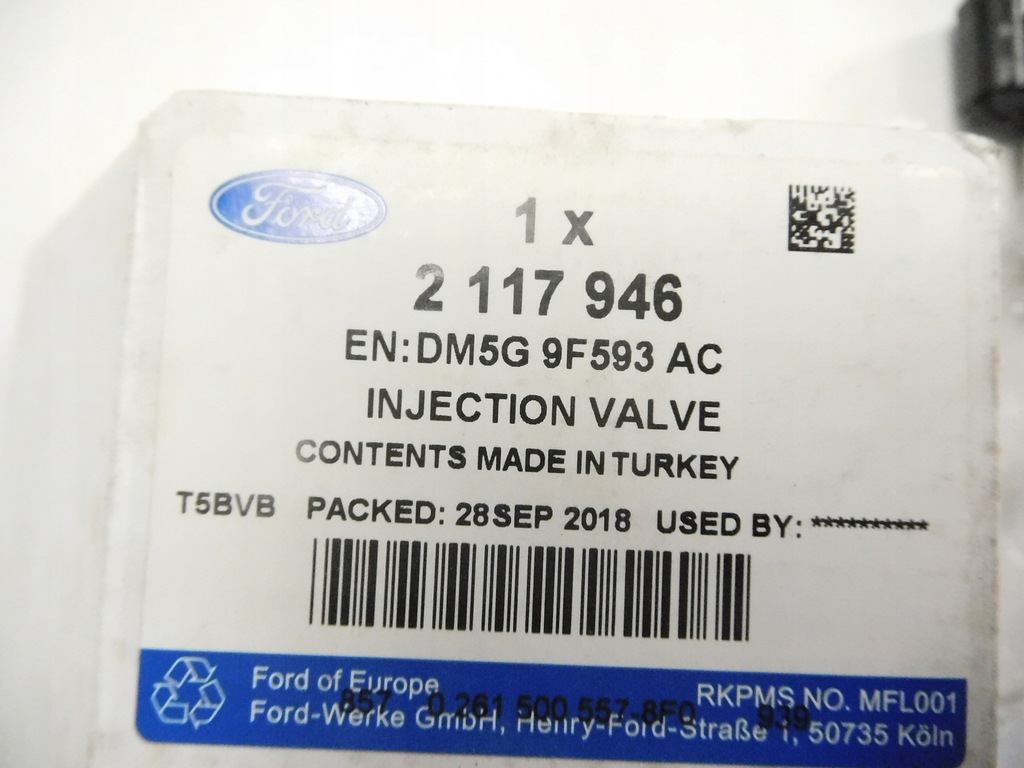 Ford
1 x
2 117 946
EN:DM5G 9F593 AC
INJECTION VALVE
CONTENTS MADE IN TURKEY
T5BVB PACKED: 28SEP 2018 USED BY: **********
Ford of Europe RKPMS NO. MFL001
857 0 261 500 557-8F0 939
Ford-Werke GmbH, Henry-Ford-Straße 1, 50735 Köln